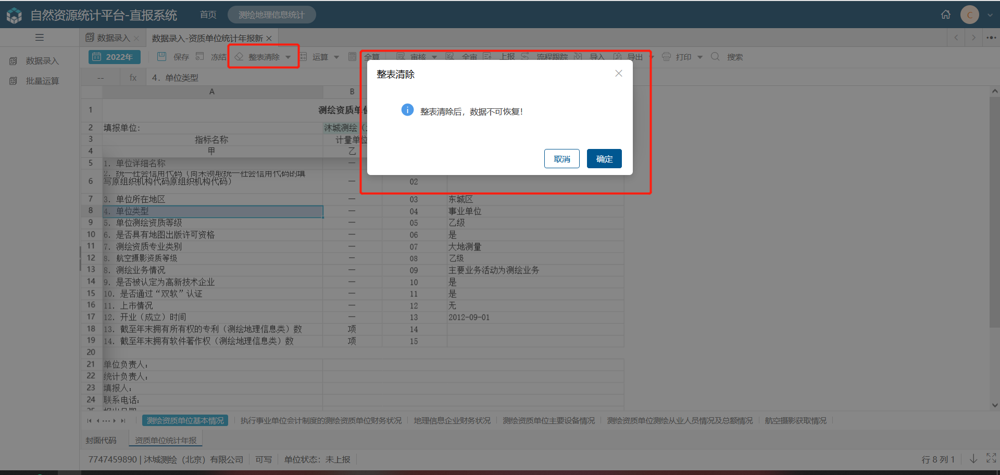 自然资源统计平台-直报系统 首页 测绘地理信息统计 C
数据录入 数据录入-资质单位统计年报新
2022年 保存 冻结 整表清除 运算 全算 审核 全审 上报 流程跟踪 导入 导出 打印 搜索
数据录入
批量运算
-- fx 4. 单位类型
整表清除
整表清除后，数据不可恢复！
取消 确定
A B
1 测绘资质单位
2 填报单位： 沐城测绘（
3 指标名称 计量单位
4 甲 乙
5 1. 单位详细名称 —
6 2. 统一社会信用代码（尚未领取统一社会信用代码的填
写原组织机构代码原组织机构代码） — 02
7 3. 单位所在地区 — 03 东城区
8 4. 单位类型 — 04 事业单位
9 5. 单位测绘资质等级 — 05 乙级
10 6. 是否具有地图出版许可资格 — 06 是
11 7. 测绘资质专业类别 — 07 大地测量
12 8. 航空摄影资质等级 — 08 乙级
13 8. 测绘业务情况 — 09 主要业务活动为测绘业务
14 9. 是否被认定为高新技术企业 — 10 是
15 10. 是否通过“双软”认证 — 11 是
16 11. 上市情况 — 12 无
17 12. 开业（成立）时间 — 13 2012-09-01
18 13. 截至年末拥有所有权的专利（测绘地理信息类）数 项 14
19 14. 截至年末拥有软件著作权（测绘地理信息类）数 项 15
20
21 单位负责人：
22 统计负责人：
23 填报人：
24 联系电话：
测绘资质单位基本情况 执行事业单位会计制度的测绘资质单位财务状况 地理信息企业财务状况 测绘资质单位主要设备情况 测绘资质单位测绘从业人员情况及总额情况 航空摄影获取情况
封面代码 资质单位统计年报
7747459890 | 沐城测绘（北京）有限公司 可写 单位状态：未上报 行 8 列 1